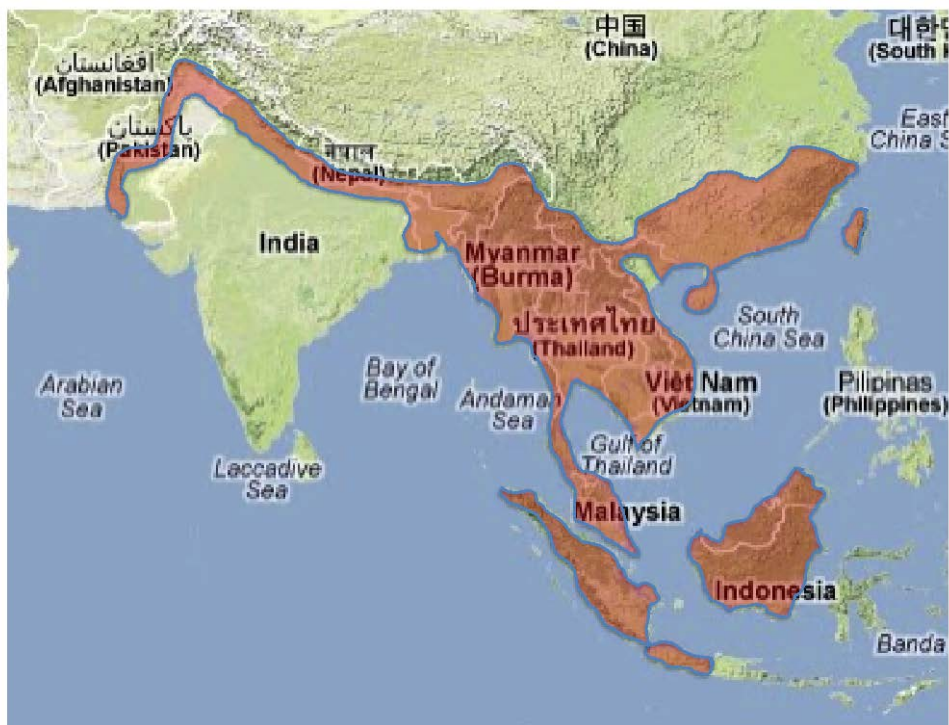 中国
(China)
대한
(South
افغانستان
(Afghanistan)
پاکستان
(Pakistan)
East
China S
नेपाल
(Nepal)
India
Myanmar
(Burma)
ประเทศไทย
(Thailand)
South
China Sea
Bay of
Bengal
Arabian
Sea
Andaman
Sea
Việt Nam
(Vietnam)
Pilipinas
(Philippines)
Gulf of
Thailand
Laccadive
Sea
Malaysia
Indonesia
Banda